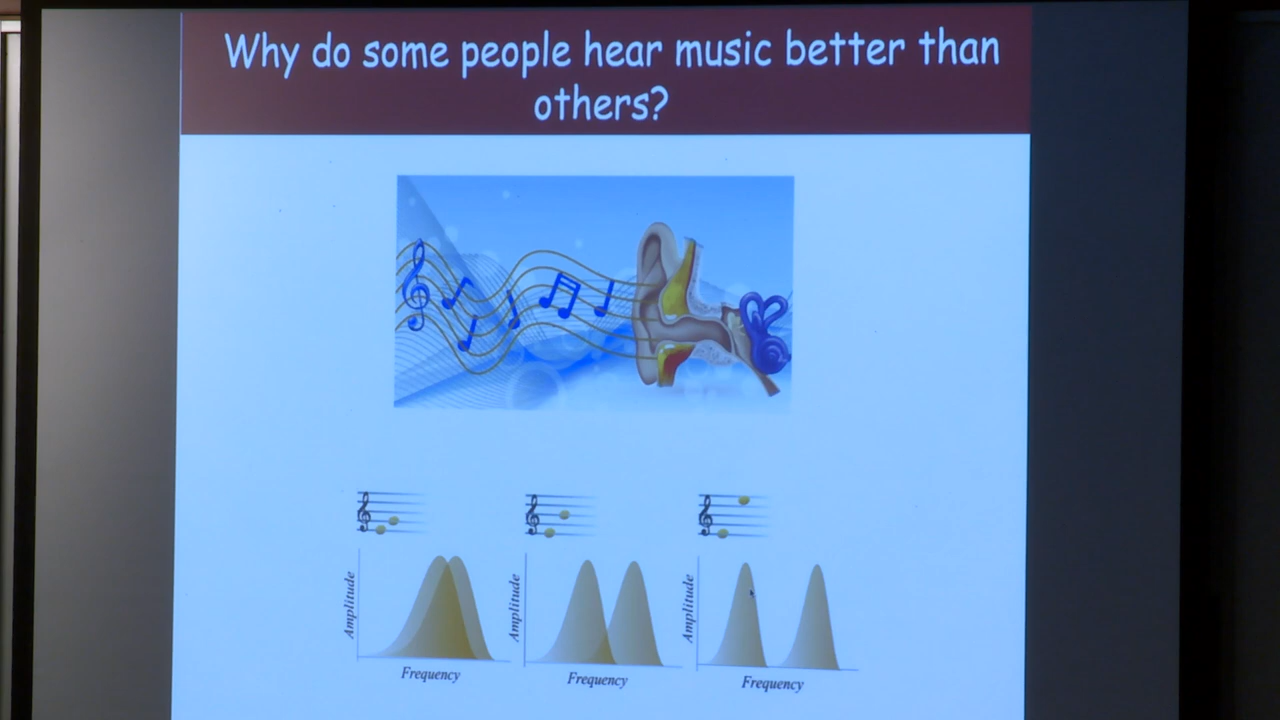 Why do some people hear music better than
others?
Amplitude
Frequency
Amplitude
Frequency
Amplitude
Frequency